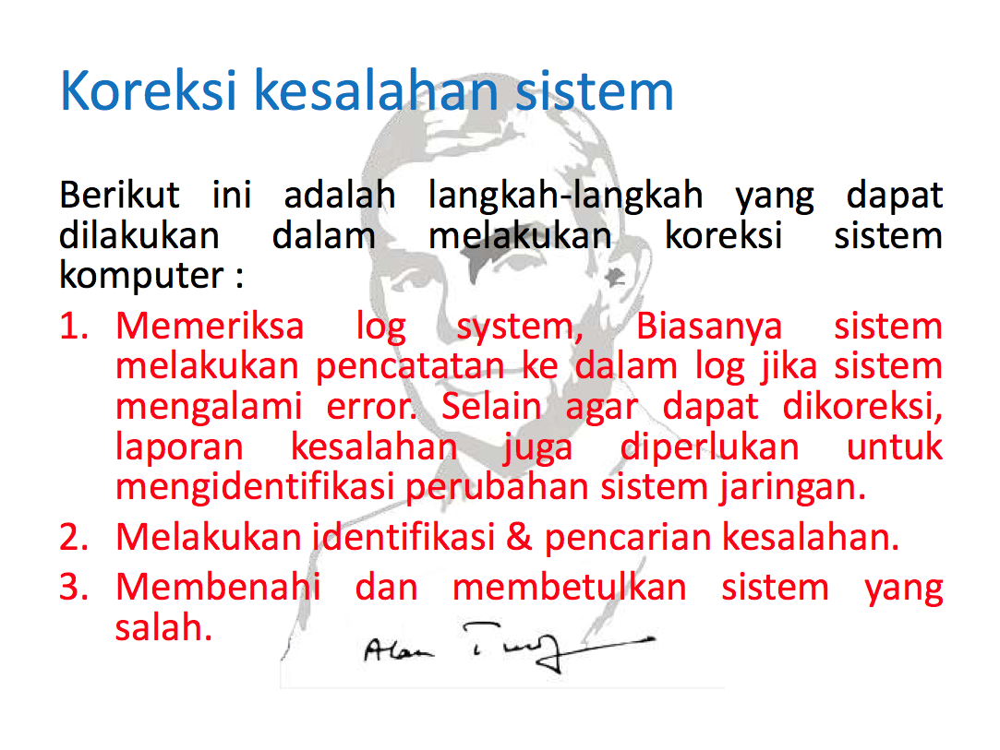 Koreksi kesalahan sistem
Berikut ini adalah langkah-langkah yang dapat
dilakukan dalam melakukan koreksi sistem
komputer :
1. Memeriksa log system, Biasanya sistem
melakukan pencatatan ke dalam log jika sistem
mengalami error. Selain agar dapat dikoreksi,
laporan kesalahan juga diperlukan untuk
mengidentifikasi perubahan sistem jaringan.
2. Melakukan identifikasi & pencarian kesalahan.
3. Membenahi dan membetulkan sistem yang
salah.
Alan Turing